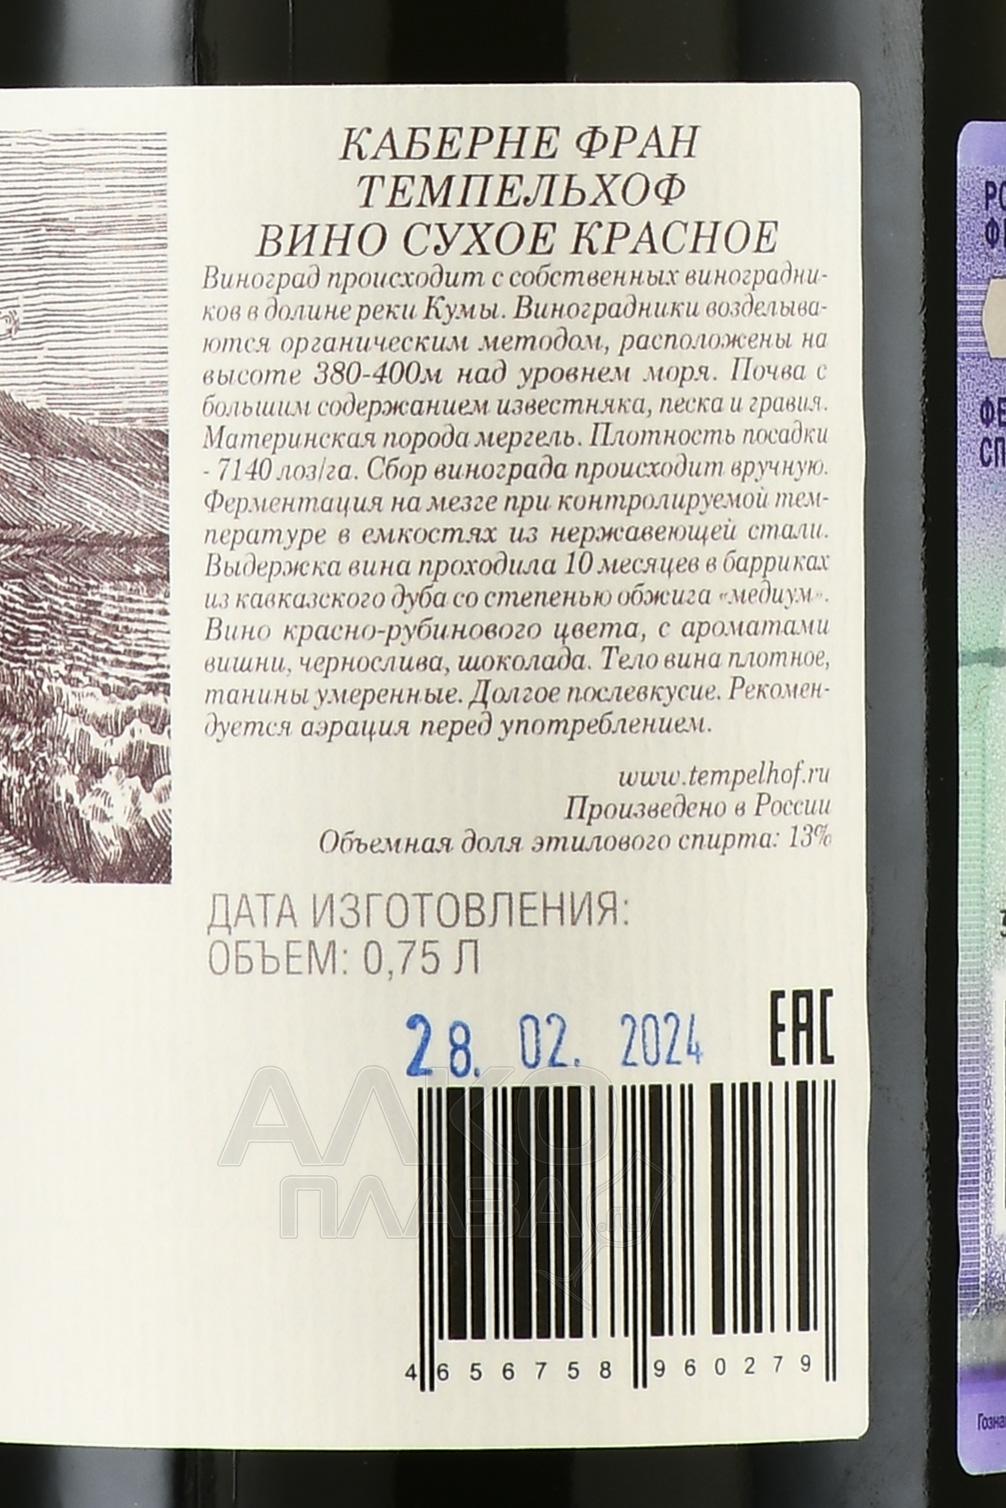 КАБЕРНЕ ФРАН
ТЕМПЕЛЬХОФ
ВИНО СУХОЕ КРАСНОЕ
Виноград происходит с собственных виноградни-
ков в долине реки Кумы. Виноградники возделыва-
ются органическим методом, расположены на
высоте 380-400м над уровнем моря. Почва с
большим содержанием известняка, песка и гравия.
Материнская порода мергель. Плотность посадки
- 7140 лоз/га. Сбор винограда происходит вручную.
Ферментация на мезге при контролируемой тем-
пературе в емкостях из нержавеющей стали.
Выдержка вина проходила 10 месяцев в барриках
из кавказского дуба со степенью обжига «медиум».
Вино красно-рубинового цвета, с ароматами
вишни, чернослива, шоколада. Тело вина плотное,
танины умеренные. Долгое послевкусие. Рекомен-
дуется аэрация перед употреблением.
www.tempelhof.ru
Произведено в России
Объемная доля этилового спирта: 13%
ДАТА ИЗГОТОВЛЕНИЯ:
ОБЪЕМ: 0,75 Л
28. 02. 2024 EAC
АЛКО
ПЛАЗА.ru
4 656758 960279